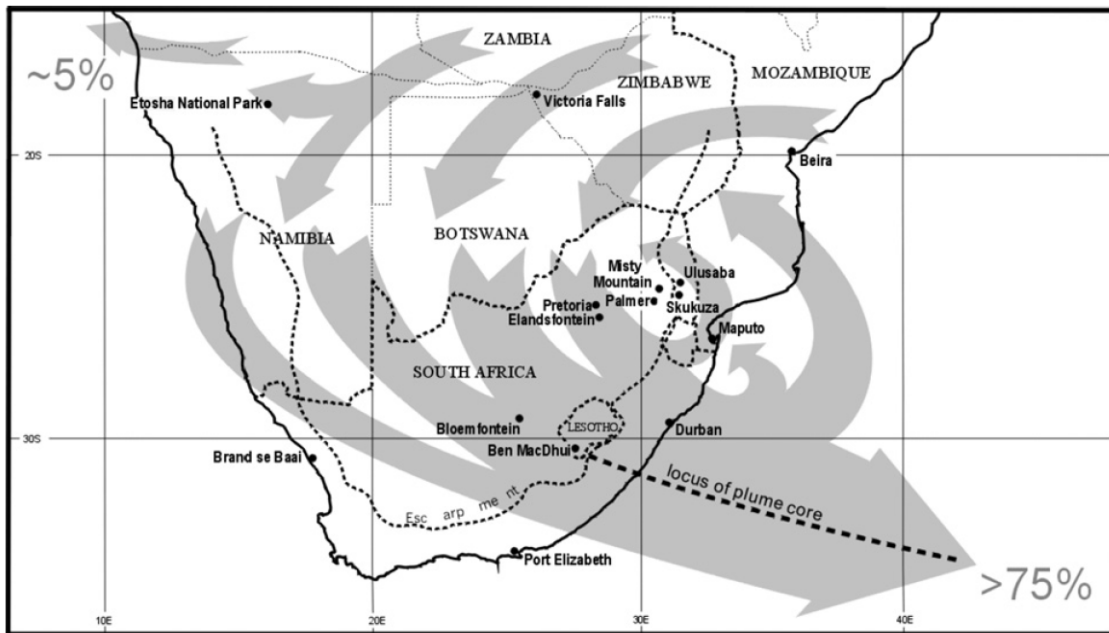 ZAMBIA
~5%
ZIMBABWE
MOZAMBIQUE
Etosha National Park
Victoria Falls
20S
Beira
NAMIBIA
BOTSWANA
Misty
Mountain
Ulusaba
Pretoria
Palmer
Skukuza
Elandsfontein
Maputo
SOUTH AFRICA
Bloemfontein
LESOTHO
Durban
30S
Ben MacDhui
Brand se Baai
locus of plume core
Esc arp me nt
Port Elizabeth
>75%
10E
20E
30E
40E